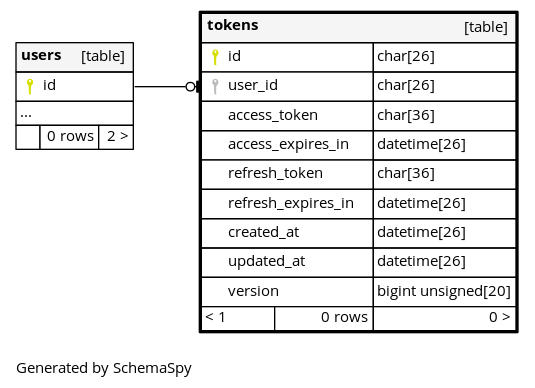 users [table]
id
...
0 rows 2 >
tokens [table]
id char[26]
user_id char[26]
access_token char[36]
access_expires_in datetime[26]
refresh_token char[36]
refresh_expires_in datetime[26]
created_at datetime[26]
updated_at datetime[26]
version bigint unsigned[20]
< 1 0 rows 0 >
Generated by SchemaSpy